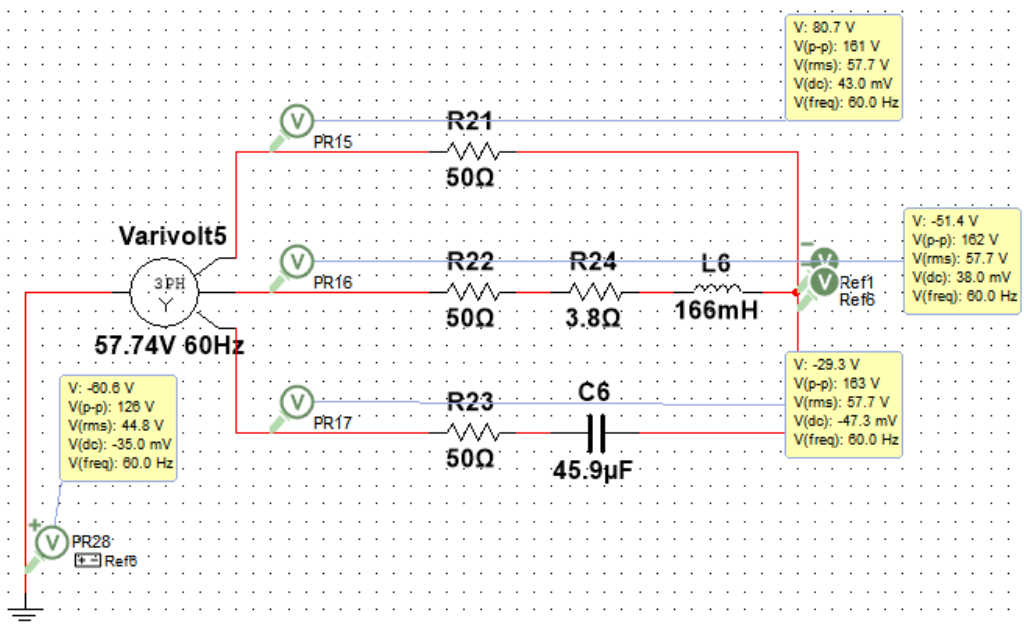 V: 80.7 V
V(p-p): 161 V
V(rms): 57.7 V
V(dc): 43.0 mV
V(freq): 60.0 Hz
V
PR15
R21
50Ω
Varivolt5
3PH
Y
57.74V 60Hz
V
PR16
R22
50Ω
R24
3.8Ω
L6
166mH
V
V
Ref1
Ref6
V: -51.4 V
V(p-p): 162 V
V(rms): 57.7 V
V(dc): 38.0 mV
V(freq): 60.0 Hz
V: -60.6 V
V(p-p): 126 V
V(rms): 44.8 V
V(dc): -35.0 mV
V(freq): 60.0 Hz
V
PR17
R23
50Ω
C6
45.9µF
V: -29.3 V
V(p-p): 163 V
V(rms): 57.7 V
V(dc): -47.3 mV
V(freq): 60.0 Hz
+
V
PR28
+ - Ref6